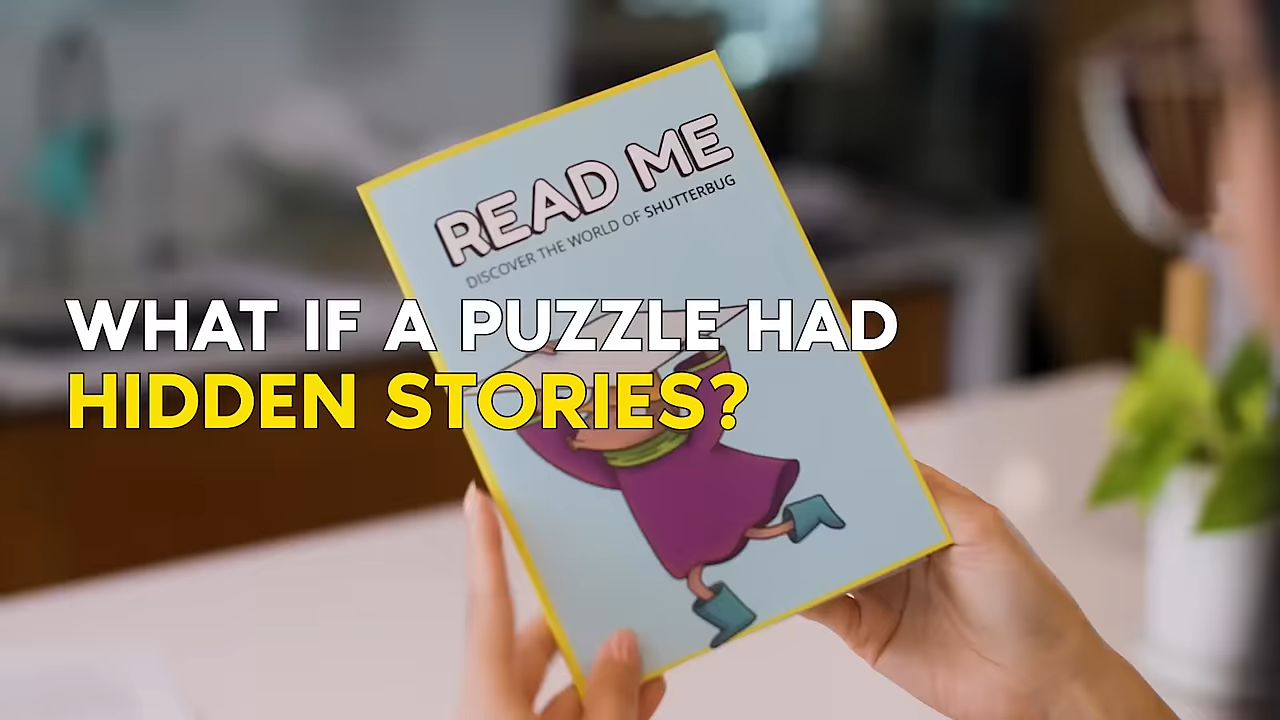 READ ME
DISCOVER THE WORLD OF SHUTTERBUG
WHAT IF A PUZZLE HAD
HIDDEN STORIES?